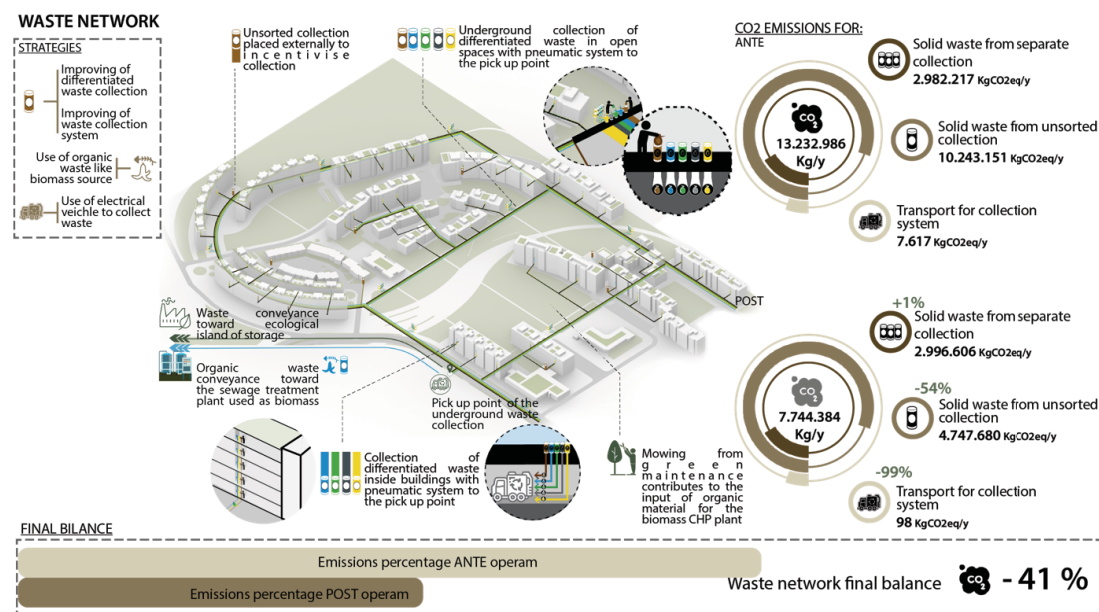 WASTE NETWORK
STRATEGIES
Improving of
differentiated
waste collection
Improving of
waste collection
system
Use of organic
waste like
biomass source
Use of electrical
veichle to collect
waste
Unsorted collection
placed externally to
incentivise
collection
Underground collection of
differentiated waste in open
spaces with pneumatic system to
the pick up point
CO2 EMISSIONS FOR:
ANTE
CO2
13.232.986
Kg/y
Solid waste from separate
collection
2.982.217 KgCO2eq/y
Solid waste from unsorted
collection
10.243.151 KgCO2eq/y
Transport for collection
system
7.617 KgCO2eq/y
POST
CO2
7.744.384
Kg/y
+1%
Solid waste from separate
collection
2.996.606 KgCO2eq/y
-54%
Solid waste from unsorted
collection
4.747.680 KgCO2eq/y
-99%
Transport for collection
system
98 KgCO2eq/y
Waste conveyance
toward ecological
island of storage
Organic waste
conveyance toward
the sewage treatment
plant used as biomass
Pick up point of the
underground waste
collection
Collection of
differentiated waste
inside buildings with
pneumatic system to
the pick up point
Mowing from
green
maintenance
contributes to the
input of organic
material for the
biomass CHP plant
FINAL BILANCE
Emissions percentage ANTE operam
Emissions percentage POST operam
Waste network final balance CO2 - 41 %